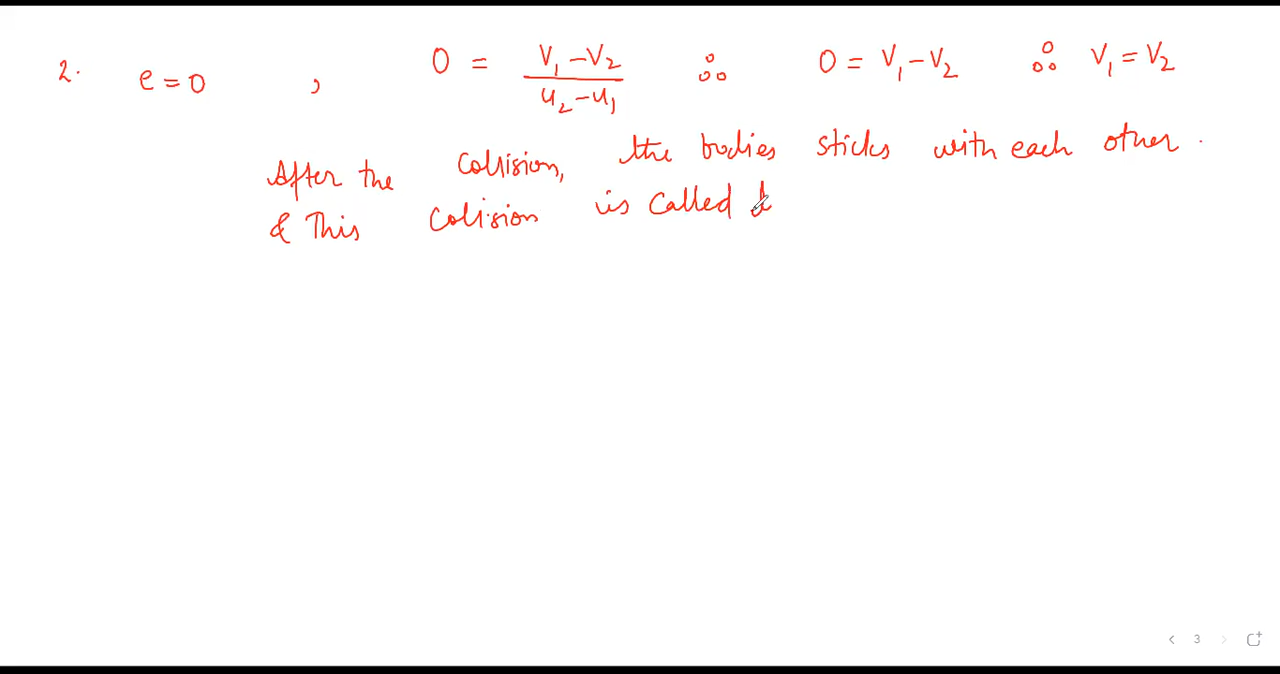 2. e = 0 , 0 = (V₁ - V₂)/(u₂ - u₁) ∴ 0 = V₁ - V₂ ∴ V₁ = V₂
After the collision, the bodies sticks with each other.
& This collision is called
3